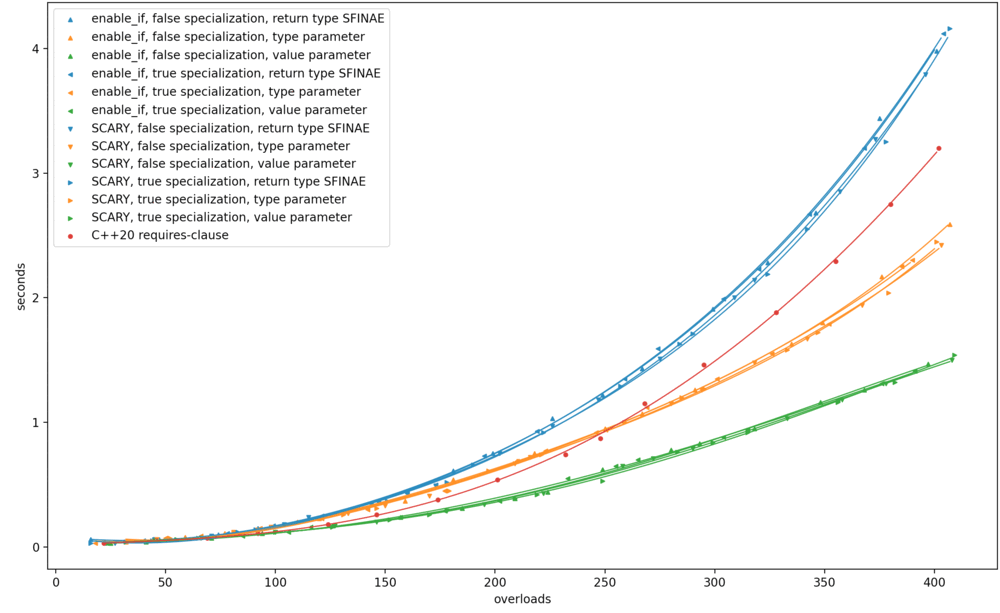 enable_if, false specialization, return type SFINAE
enable_if, false specialization, type parameter
enable_if, false specialization, value parameter
enable_if, true specialization, return type SFINAE
enable_if, true specialization, type parameter
enable_if, true specialization, value parameter
SCARY, false specialization, return type SFINAE
SCARY, false specialization, type parameter
SCARY, false specialization, value parameter
SCARY, true specialization, return type SFINAE
SCARY, true specialization, type parameter
SCARY, true specialization, value parameter
C++20 requires-clause
4
3
2
1
0
seconds
0 50 100 150 200 250 300 350 400
overloads